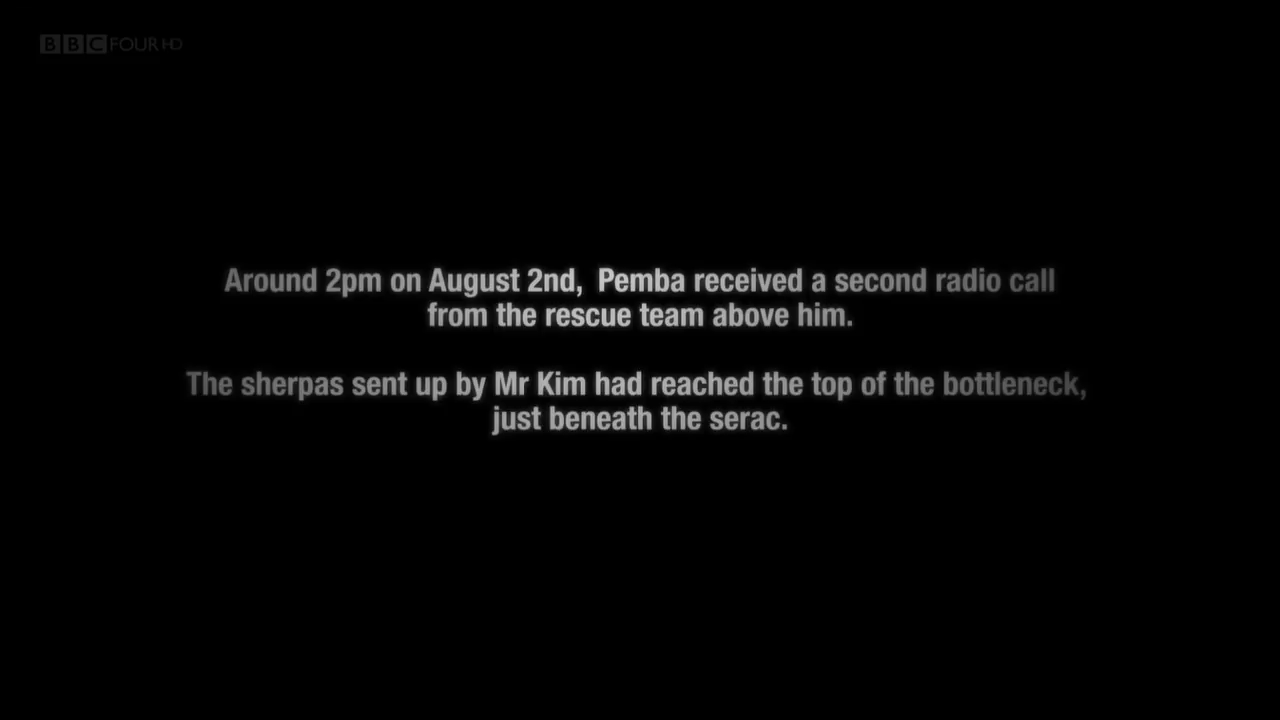 BBC FOUR HD
Around 2pm on August 2nd,  Pemba received a second radio call
from the rescue team above him.
The sherpas sent up by Mr Kim had reached the top of the bottleneck,
just beneath the serac.